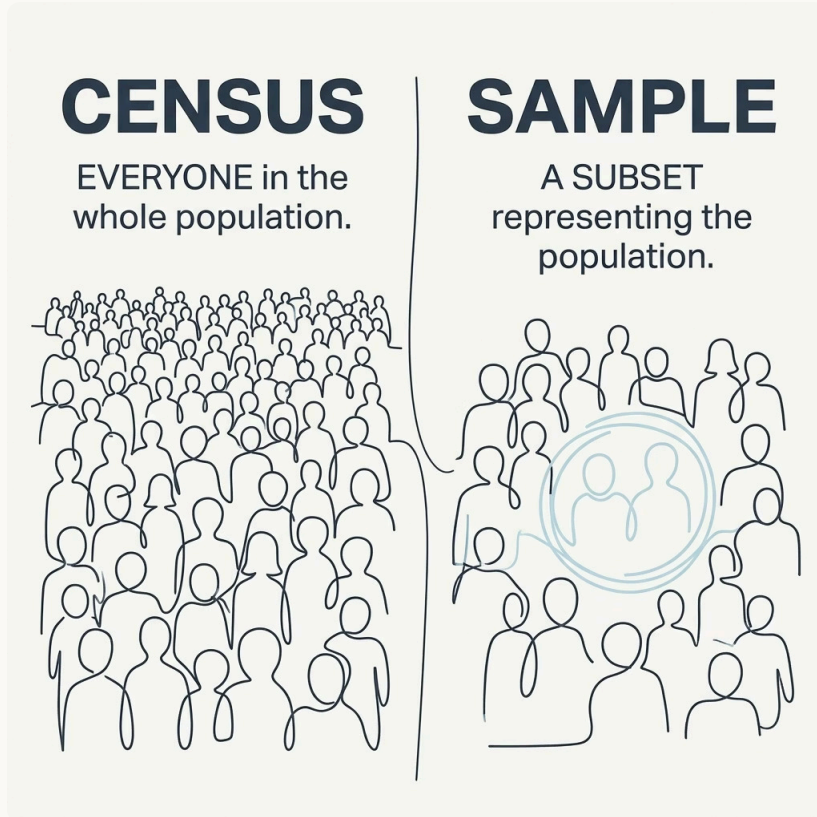 CENSUS
EVERYONE in the
whole population.
SAMPLE
A SUBSET
representing the
population.